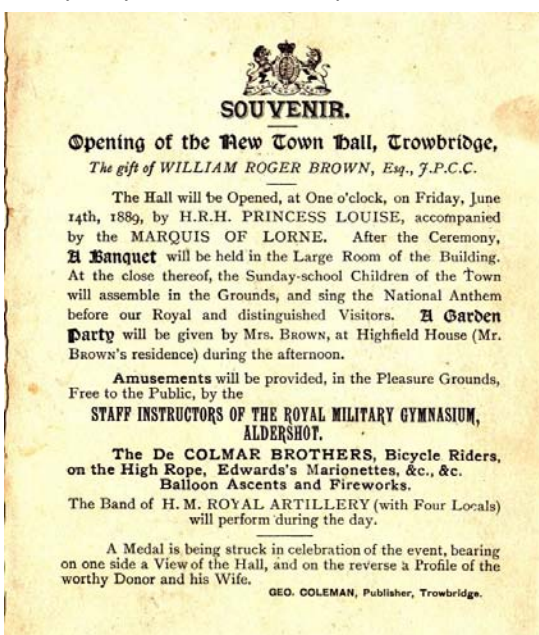 SOUVENIR.
Opening of the New Town Hall, Trowbridge,
The gift of WILLIAM ROGER BROWN, Esq., J.P.C.C.
The Hall will be Opened, at One o'clock, on Friday, June
14th, 1889, by H.R.H. PRINCESS LOUISE, accompanied
by the MARQUIS OF LORNE. After the Ceremony,
A Banquet will be held in the Large Room of the Building.
At the close thereof, the Sunday-school Children of the Town
will assemble in the Grounds, and sing the National Anthem
before our Royal and distinguished Visitors. A Garden
Party will be given by Mrs. BROWN, at Highfield House (Mr.
BROWN'S residence) during the afternoon.
Amusements will be provided, in the Pleasure Grounds,
Free to the Public, by the
STAFF INSTRUCTORS OF THE ROYAL MILITARY GYMNASIUM,
ALDERSHOT.
The De COLMAR BROTHERS, Bicycle Riders,
on the High Rope, Edwards's Marionettes, &c., &c.
Balloon Ascents and Fireworks.
The Band of H. M. ROYAL ARTILLERY (with Four Locals)
will perform during the day.
A Medal is being struck in celebration of the event, bearing
on one side a View of the Hall, and on the reverse a Profile of the
worthy Donor and his Wife.
GEO. COLEMAN, Publisher, Trowbridge.